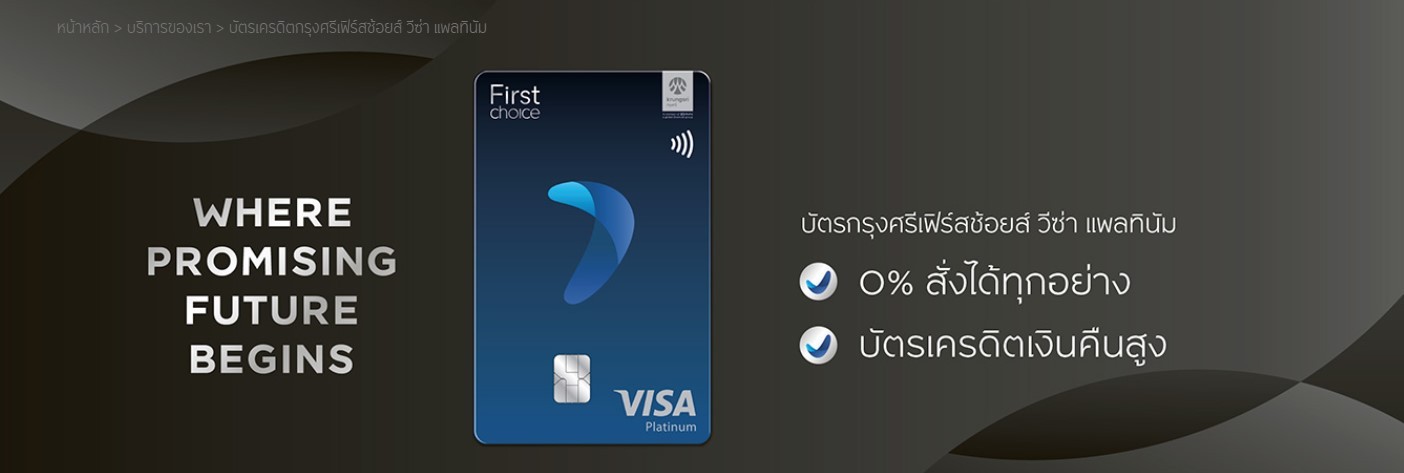 หน้าหลัก > บริการของเรา > บัตรเครดิตกรุงศรีเฟิร์สช้อยส์ วีซ่า แพลทินัม
First
choice
krungsri
WHERE
PROMISING
FUTURE
BEGINS
VISA
Platinum
บัตรกรุงศรีเฟิร์สช้อยส์ วีซ่า แพลทินัม
0% สั่งได้ทุกอย่าง
บัตรเครดิตเงินคืนสูง